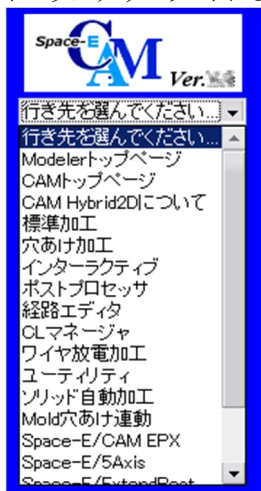 Space-E
CAM
Ver.
行き先を選んでください...
行き先を選んでください...
Modelerトップページ
CAMトップページ
CAM Hybrid2Dについて
標準加工
穴あけ加工
インターラクティブ
ポストプロセッサ
経路エディタ
CLマネージャ
ワイヤ放電加工
ユーティリティ
ソリッド自動加工
Mold穴あけ連動
Space-E/CAM EPX
Space-E/5Axis